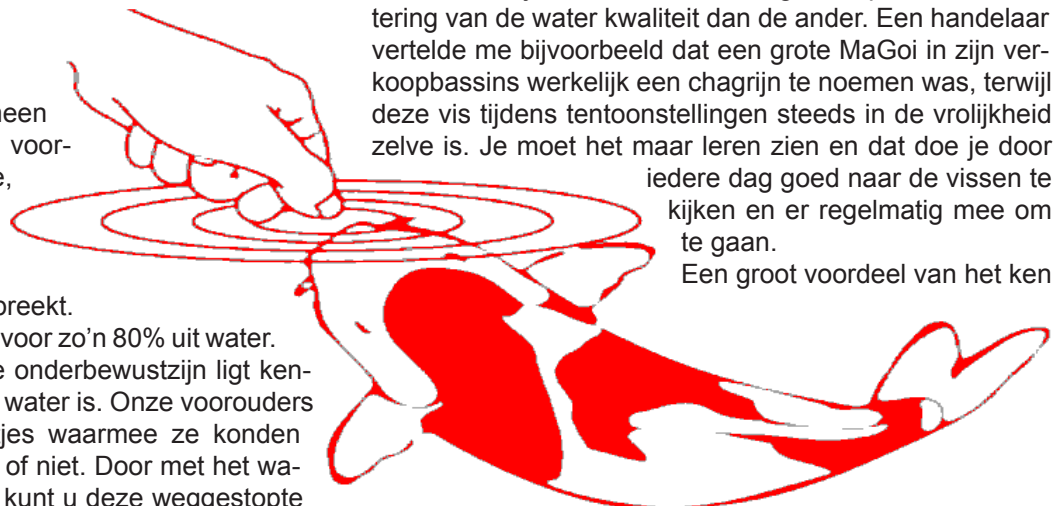 meen
voor-
e,
breekt.
voor zo’n 80% uit water.
e onderbewustzijn ligt ken-
water is. Onze voorouders
jes waarmee ze konden
of niet. Door met het wa-
kunt u deze weggestopte
tering van de water kwaliteit dan de ander. Een handelaar
vertelde me bijvoorbeeld dat een grote MaGoi in zijn ver-
koopbassins werkelijk een chagrijn te noemen was, terwijl
deze vis tijdens tentoonstellingen steeds in de vrolijkheid
zelve is. Je moet het maar leren zien en dat doe je door
iedere dag goed naar de vissen te
kijken en er regelmatig mee om
te gaan.
Een groot voordeel van het ken